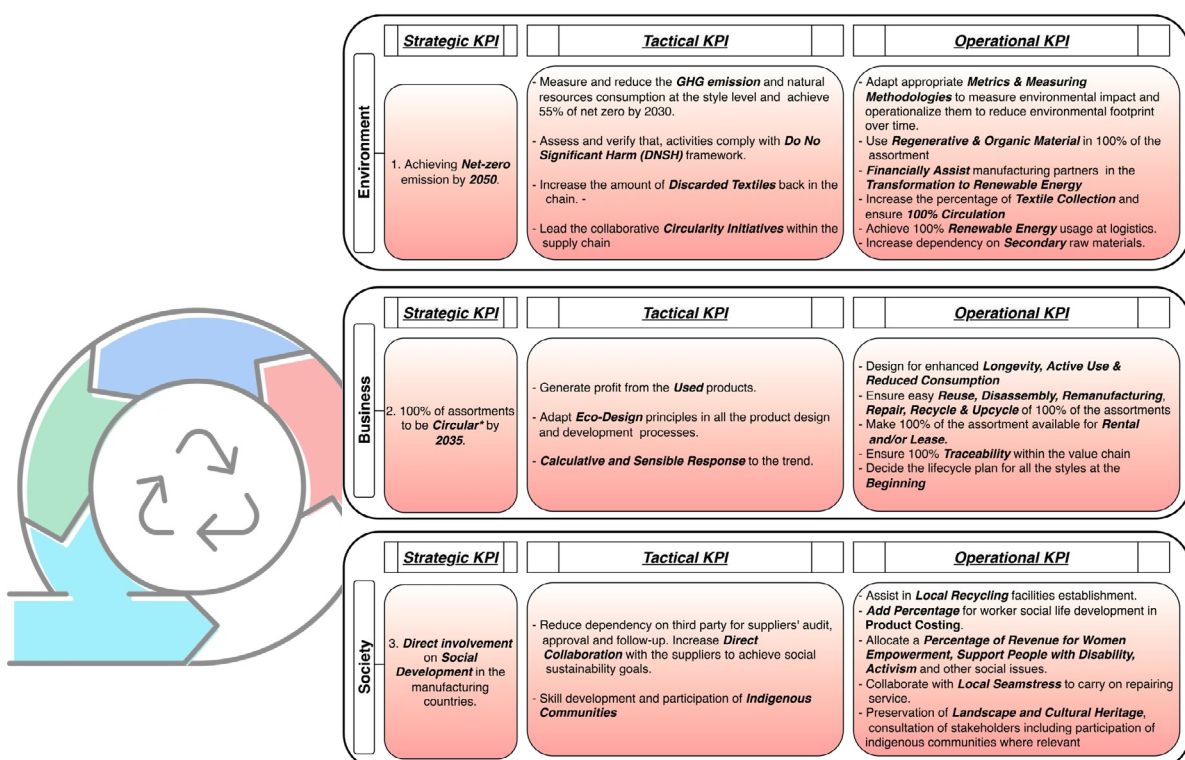 Environment
Strategic KPI
1. Achieving Net-zero
emission by 2050.
Tactical KPI
- Measure and reduce the GHG emission and natural
resources consumption at the style level and achieve
55% of net zero by 2030.
- Assess and verify that, activities comply with Do No
Significant Harm (DNSH) framework.
- Increase the amount of Discarded Textiles back in the
chain. -
- Lead the collaborative Circularity Initiatives within the
supply chain
Operational KPI
- Adapt appropriate Metrics & Measuring
Methodologies to measure environmental impact and
operationalize them to reduce environmental footprint
over time.
- Use Regenerative & Organic Material in 100% of the
assortment
- Financially Assist manufacturing partners in the
Transformation to Renewable Energy
- Increase the percentage of Textile Collection and
ensure 100% Circulation
- Achieve 100% Renewable Energy usage at logistics.
- Increase dependency on Secondary raw materials.
Business
Strategic KPI
2. 100% of assortments
to be Circular* by
2035.
Tactical KPI
- Generate profit from the Used products.
- Adapt Eco-Design principles in all the product design
and development processes.
- Calculative and Sensible Response to the trend.
Operational KPI
- Design for enhanced Longevity, Active Use &
Reduced Consumption
- Ensure easy Reuse, Disassembly, Remanufacturing,
Repair, Recycle & Upcycle of 100% of the assortments
- Make 100% of the assortment available for Rental
and/or Lease.
- Ensure 100% Traceability within the value chain
- Decide the lifecycle plan for all the styles at the
Beginning
Society
Strategic KPI
3. Direct involvement
on Social
Development in the
manufacturing
countries.
Tactical KPI
- Reduce dependency on third party for suppliers' audit,
approval and follow-up. Increase Direct
Collaboration with the suppliers to achieve social
sustainability goals.
- Skill development and participation of Indigenous
Communities
Operational KPI
- Assist in Local Recycling facilities establishment.
- Add Percentage for worker social life development in
Product Costing.
- Allocate a Percentage of Revenue for Women
Empowerment, Support People with Disability,
Activism and other social issues.
- Collaborate with Local Seamstress to carry on repairing
service.
- Preservation of Landscape and Cultural Heritage,
consultation of stakeholders including participation of
indigenous communities where relevant